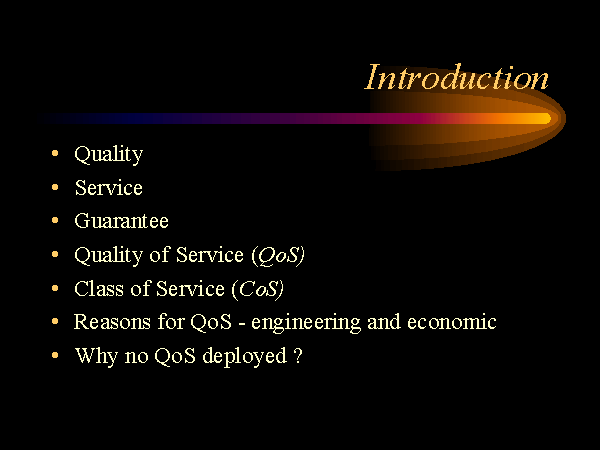 Introduction
• Quality
• Service
• Guarantee
• Quality of Service (QoS)
• Class of Service (CoS)
• Reasons for QoS - engineering and economic
• Why no QoS deployed ?